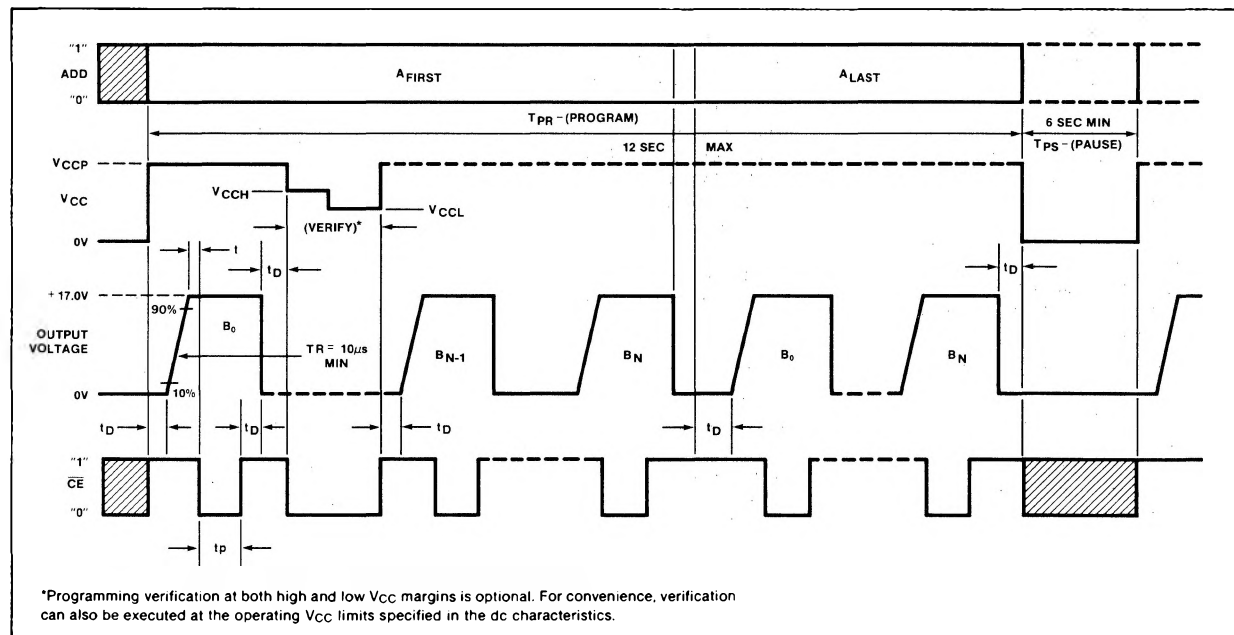 "1"
ADD
"0"
AFIRST
ALAST
TPR – (PROGRAM)
12 SEC MAX
6 SEC MIN
TPS – (PAUSE)
VCCP
VCC
0V
VCCH
VCCL
(VERIFY)*
t
tD
tD
+ 17.0V
90%
OUTPUT
VOLTAGE
10%
0V
B0
TR = 10μs
MIN
BN-1
BN
B0
BN
tD
tD
tD
tD
"1"
CE
"0"
tp
*Programming verification at both high and low VCC margins is optional. For convenience, verification
can also be executed at the operating VCC limits specified in the dc characteristics.